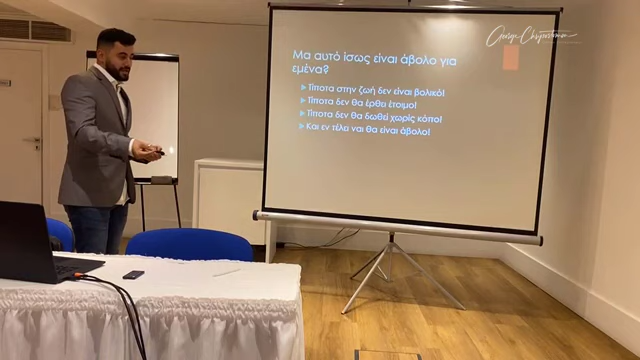 Μα αυτό ίσως είναι άβολο για
εμένα?
Τίποτα στην ζωή δεν είναι βολικό!
Τίποτα δεν θα έρθει έτοιμο!
Τίποτα δεν θα δωθεί χωρίς κόπο!
Και εν τέλει ναι θα είναι άβολο!